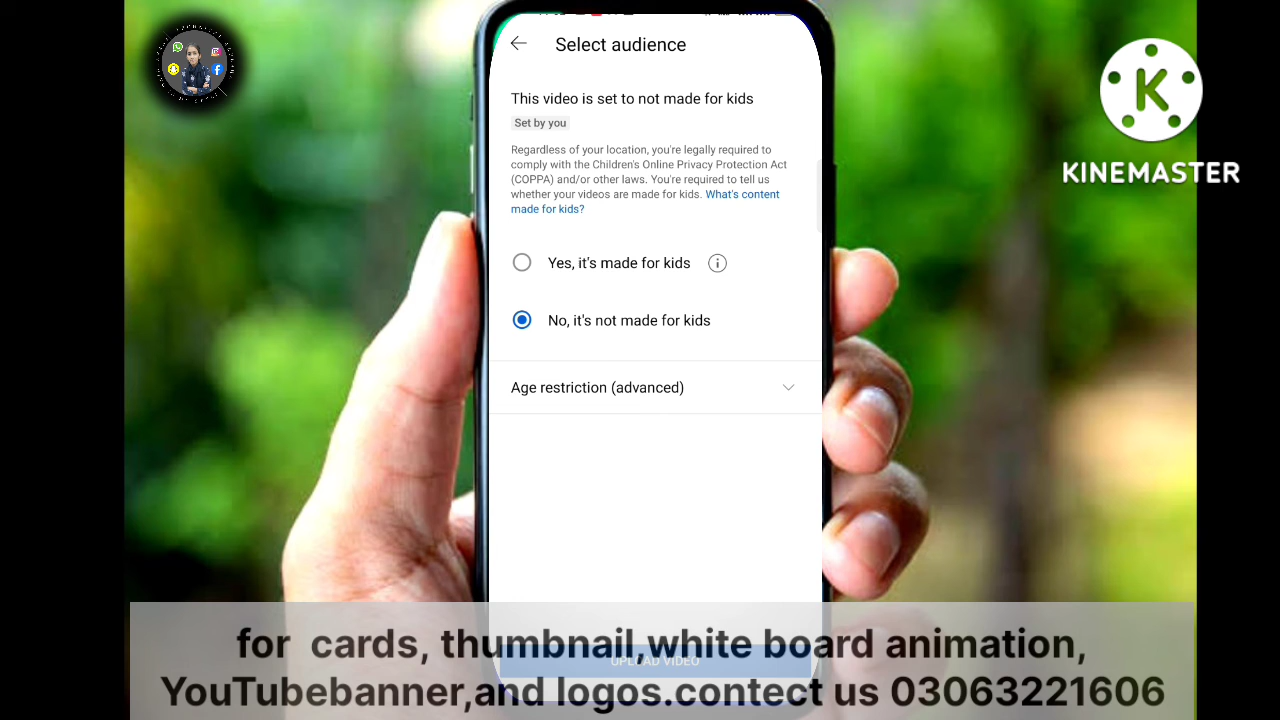 Select audience
This video is set to not made for kids
Set by you
Regardless of your location, you're legally required to
comply with the Children's Online Privacy Protection Act
(COPPA) and/or other laws. You're required to tell us
whether your videos are made for kids. What's content
made for kids?
Yes, it's made for kids
No, it's not made for kids
Age restriction (advanced)
UPLOAD VIDEO
for cards, thumbnail,white board animation,
YouTubebanner,and logos.contect us 03063221606
K
KINEMASTER